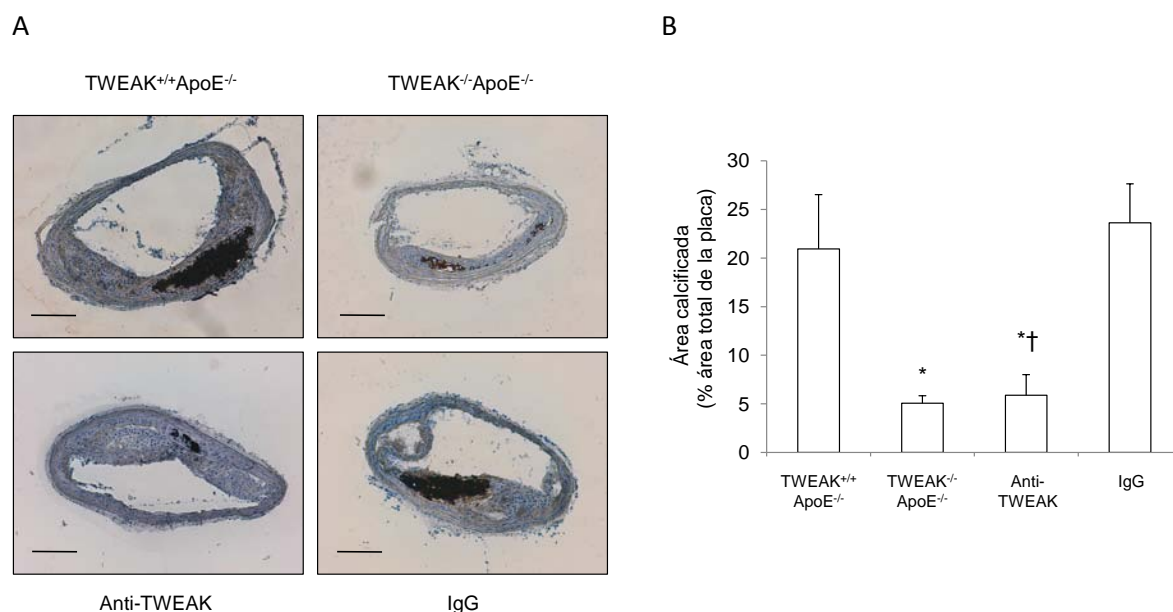 A
B
TWEAK+/+ApoE-/-
TWEAK-/-ApoE-/-
Anti-TWEAK
IgG
Área calcificada
(% área total de la placa)
30
25
20
15
10
5
0
*
*†
TWEAK+/+
ApoE-/-
TWEAK-/-
ApoE-/-
Anti-
TWEAK
IgG